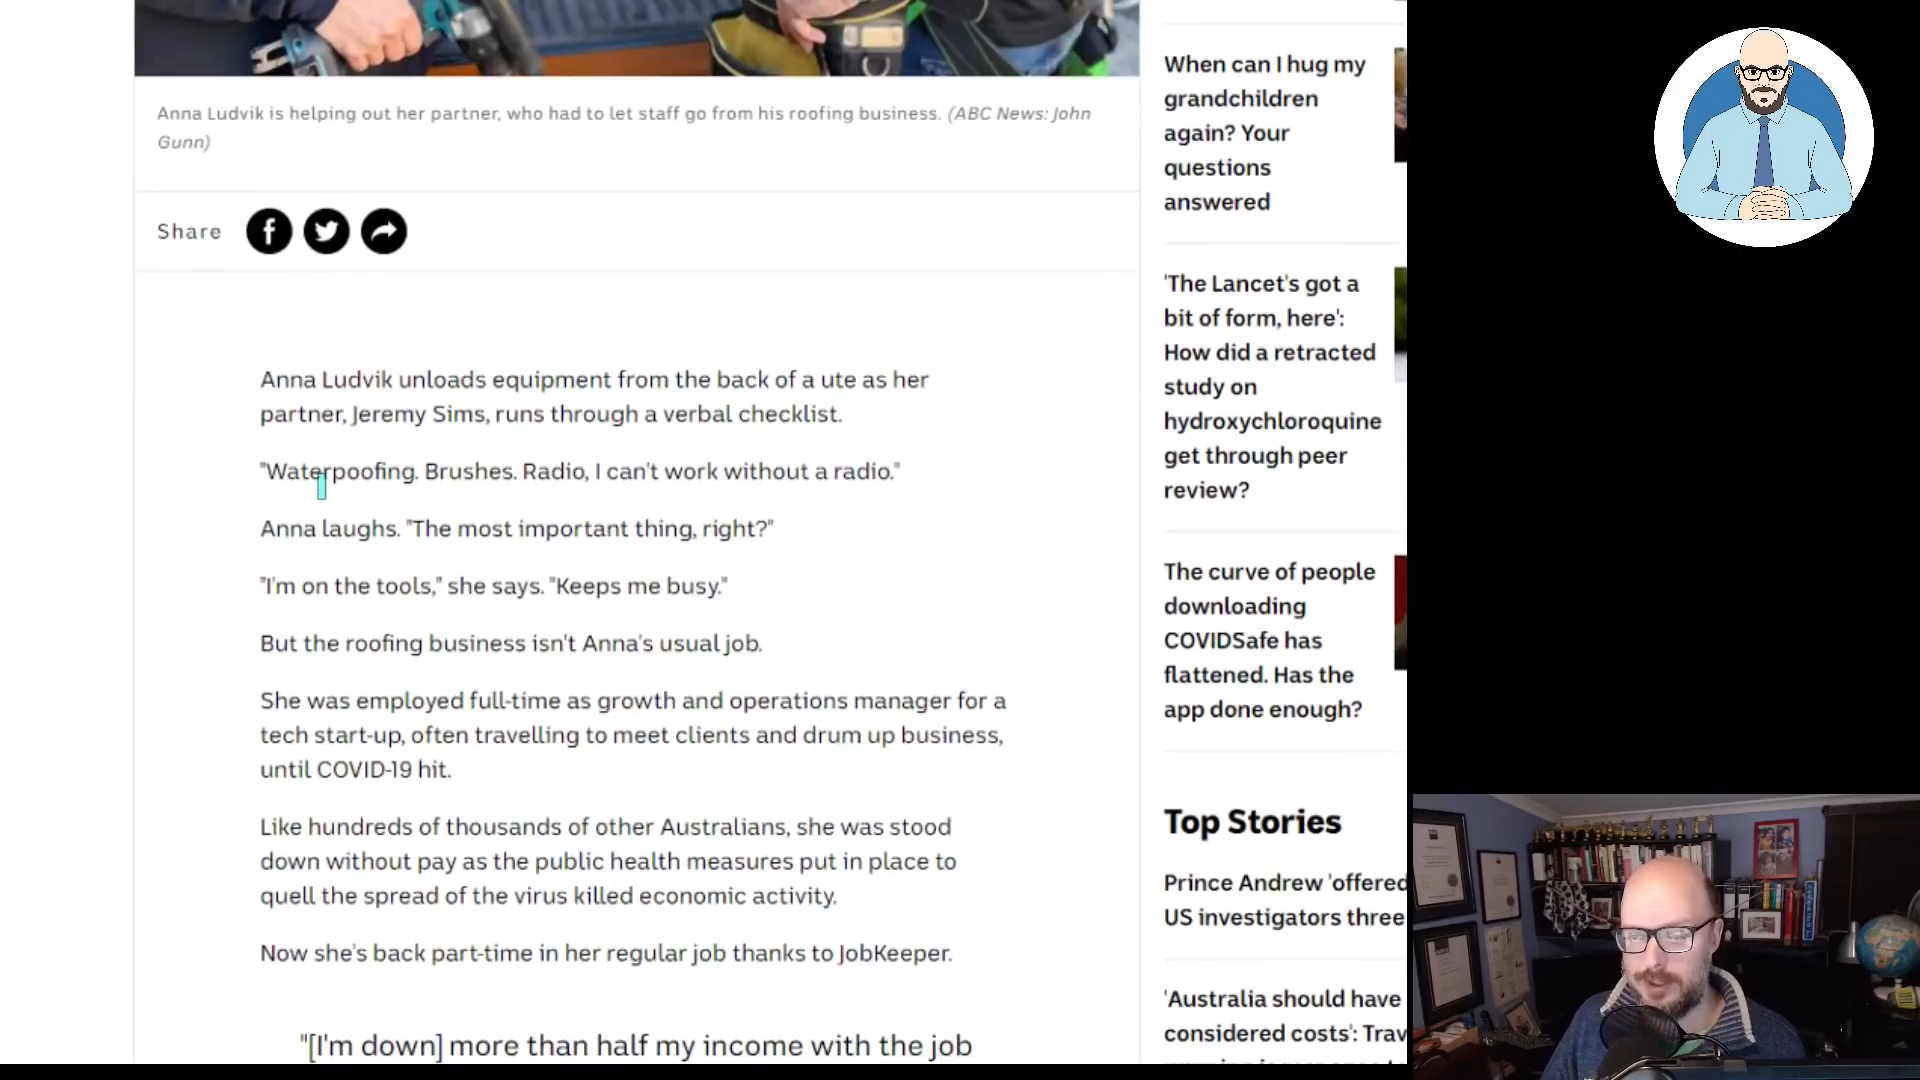 Anna Ludvik is helping out her partner, who had to let staff go from his roofing business. (ABC News: John
Gunn)
Share
Anna Ludvik unloads equipment from the back of a ute as her
partner, Jeremy Sims, runs through a verbal checklist.
"Waterpoofing. Brushes. Radio, I can't work without a radio."
Anna laughs. "The most important thing, right?"
"I'm on the tools," she says. "Keeps me busy."
But the roofing business isn't Anna's usual job.
She was employed full-time as growth and operations manager for a
tech start-up, often travelling to meet clients and drum up business,
until COVID-19 hit.
Like hundreds of thousands of other Australians, she was stood
down without pay as the public health measures put in place to
quell the spread of the virus killed economic activity.
Now she's back part-time in her regular job thanks to JobKeeper.
"[I'm down] more than half my income with the job
When can I hug my
grandchildren
again? Your
questions
answered
'The Lancet's got a
bit of form, here':
How did a retracted
study on
hydroxychloroquine
get through peer
review?
The curve of people
downloading
COVIDSafe has
flattened. Has the
app done enough?
Top Stories
Prince Andrew 'offered
US investigators three
'Australia should have
considered costs': Trav